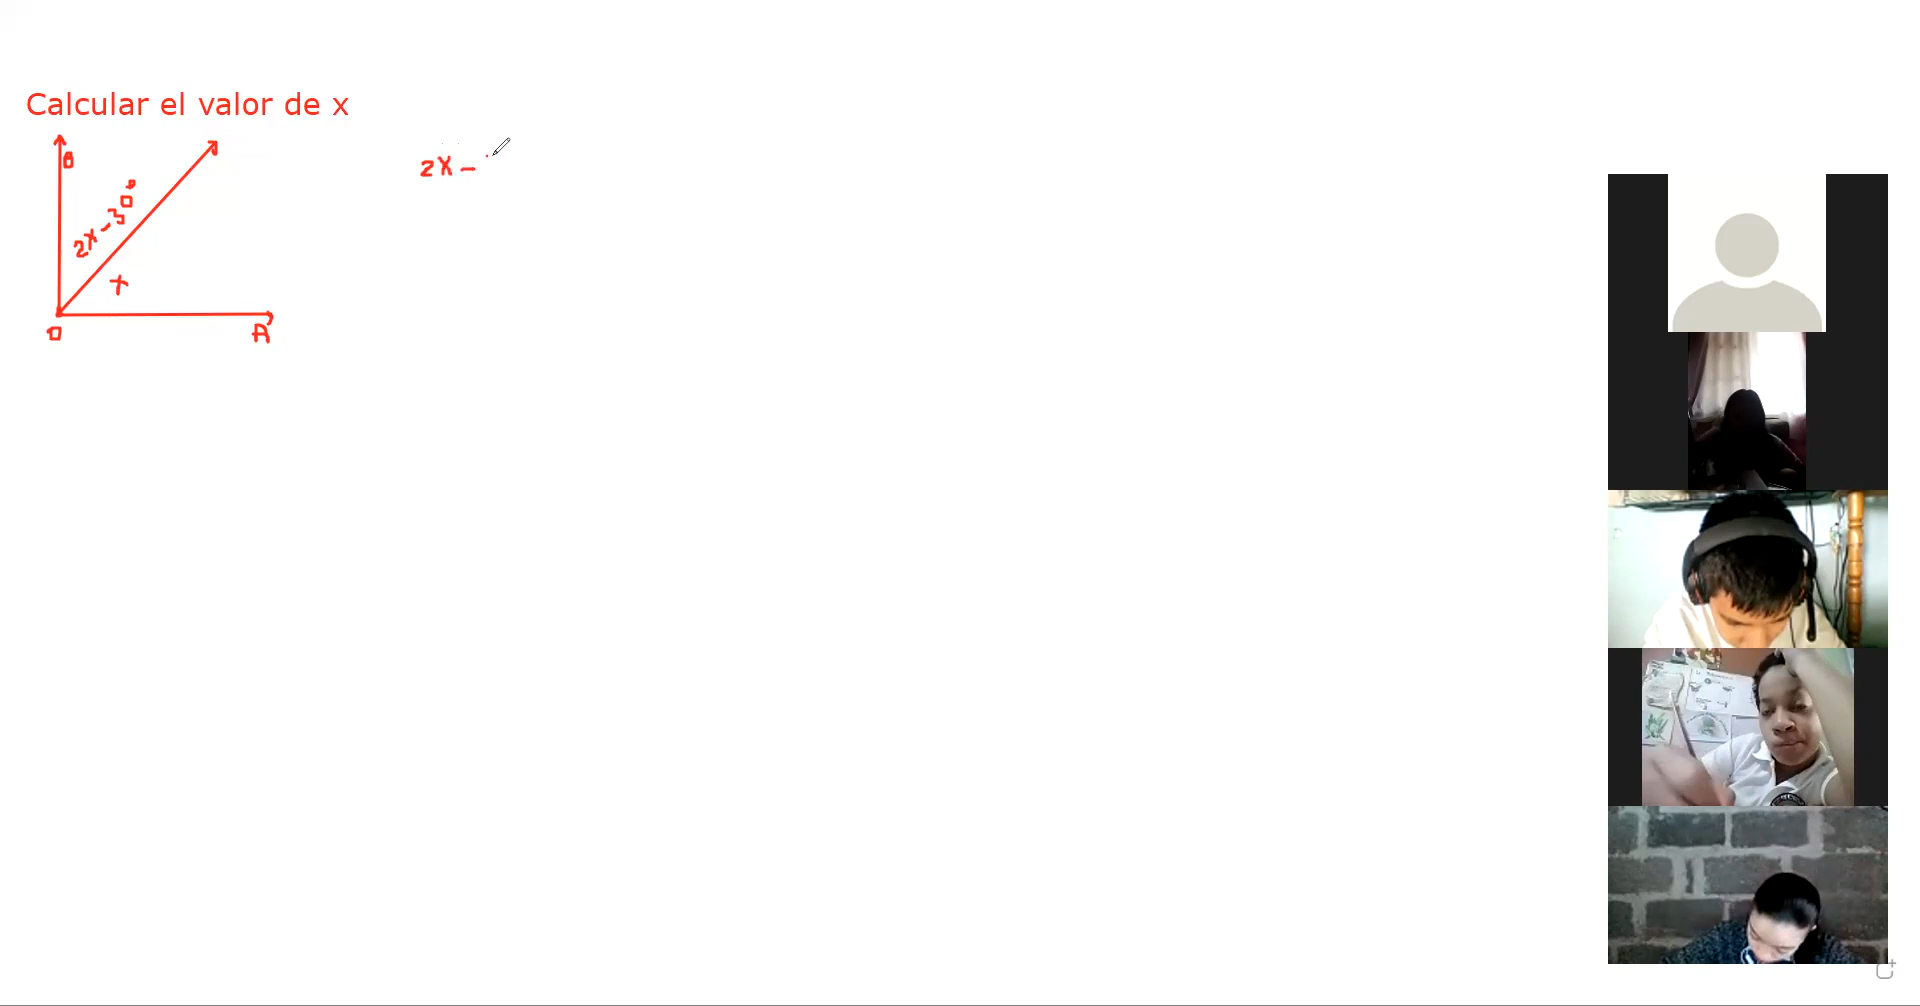 Calcular el valor de x
B
2x - 30°
x
O
A
2x -